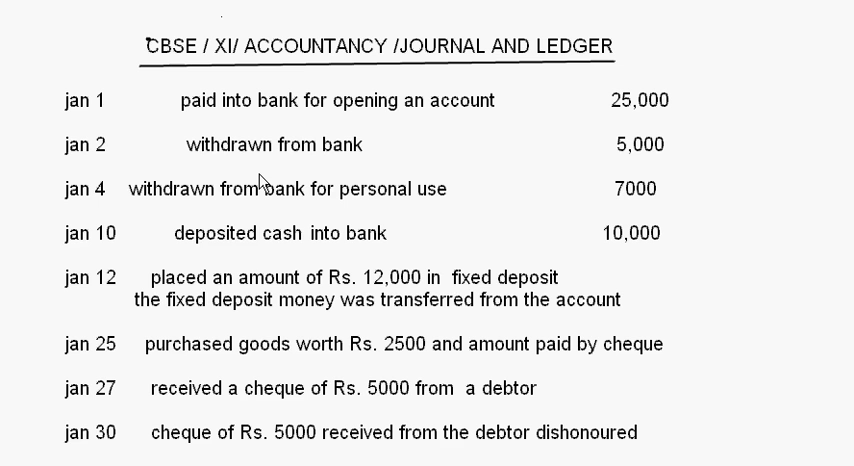 CBSE / XI/ ACCOUNTANCY /JOURNAL AND LEDGER
jan 1 paid into bank for opening an account 25,000
jan 2 withdrawn from bank 5,000
jan 4 withdrawn from bank for personal use 7000
jan 10 deposited cash into bank 10,000
jan 12 placed an amount of Rs. 12,000 in fixed deposit
the fixed deposit money was transferred from the account
jan 25 purchased goods worth Rs. 2500 and amount paid by cheque
jan 27 received a cheque of Rs. 5000 from a debtor
jan 30 cheque of Rs. 5000 received from the debtor dishonoured